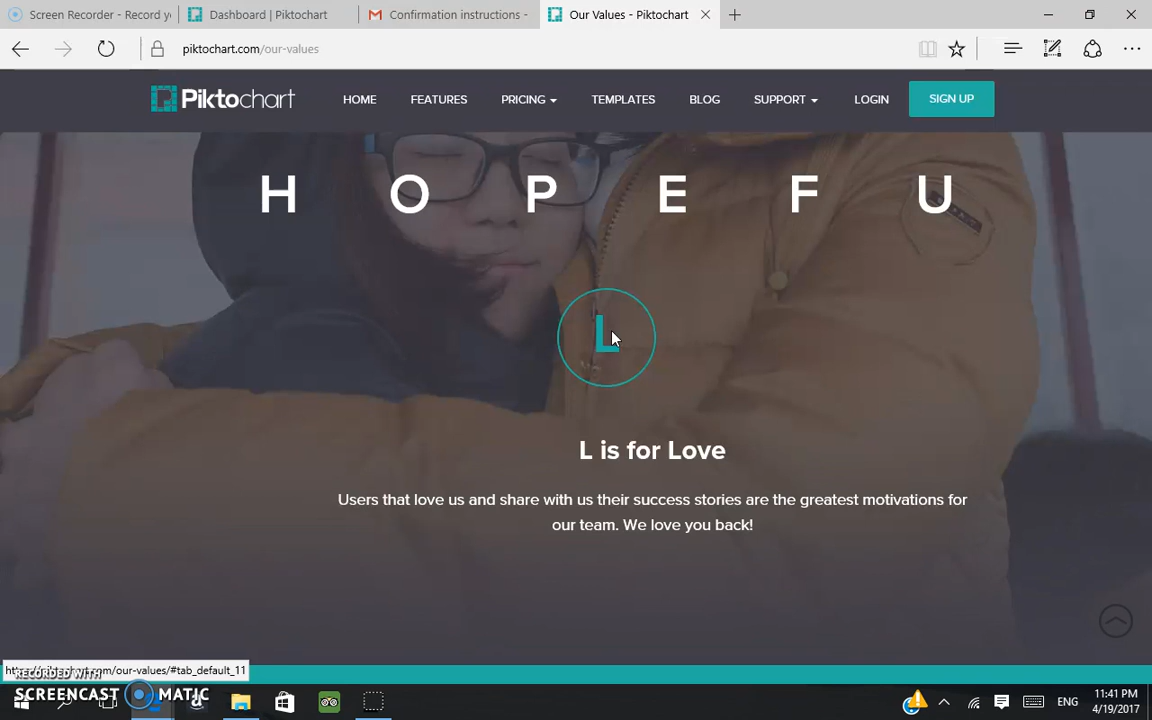 Screen Recorder - Record y
Dashboard | Piktochart
Confirmation instructions -
Our Values - Piktochart
piktochart.com/our-values
Piktochart
HOME
FEATURES
PRICING
TEMPLATES
BLOG
SUPPORT
LOGIN
SIGN UP
H O P E F U
L
L is for Love
Users that love us and share with us their success stories are the greatest motivations for
our team. We love you back!
https://piktochart.com/our-values/#tab_default_11
RECORDED WITH
SCREENCAST MATIC
ENG
11:41 PM
4/19/2017